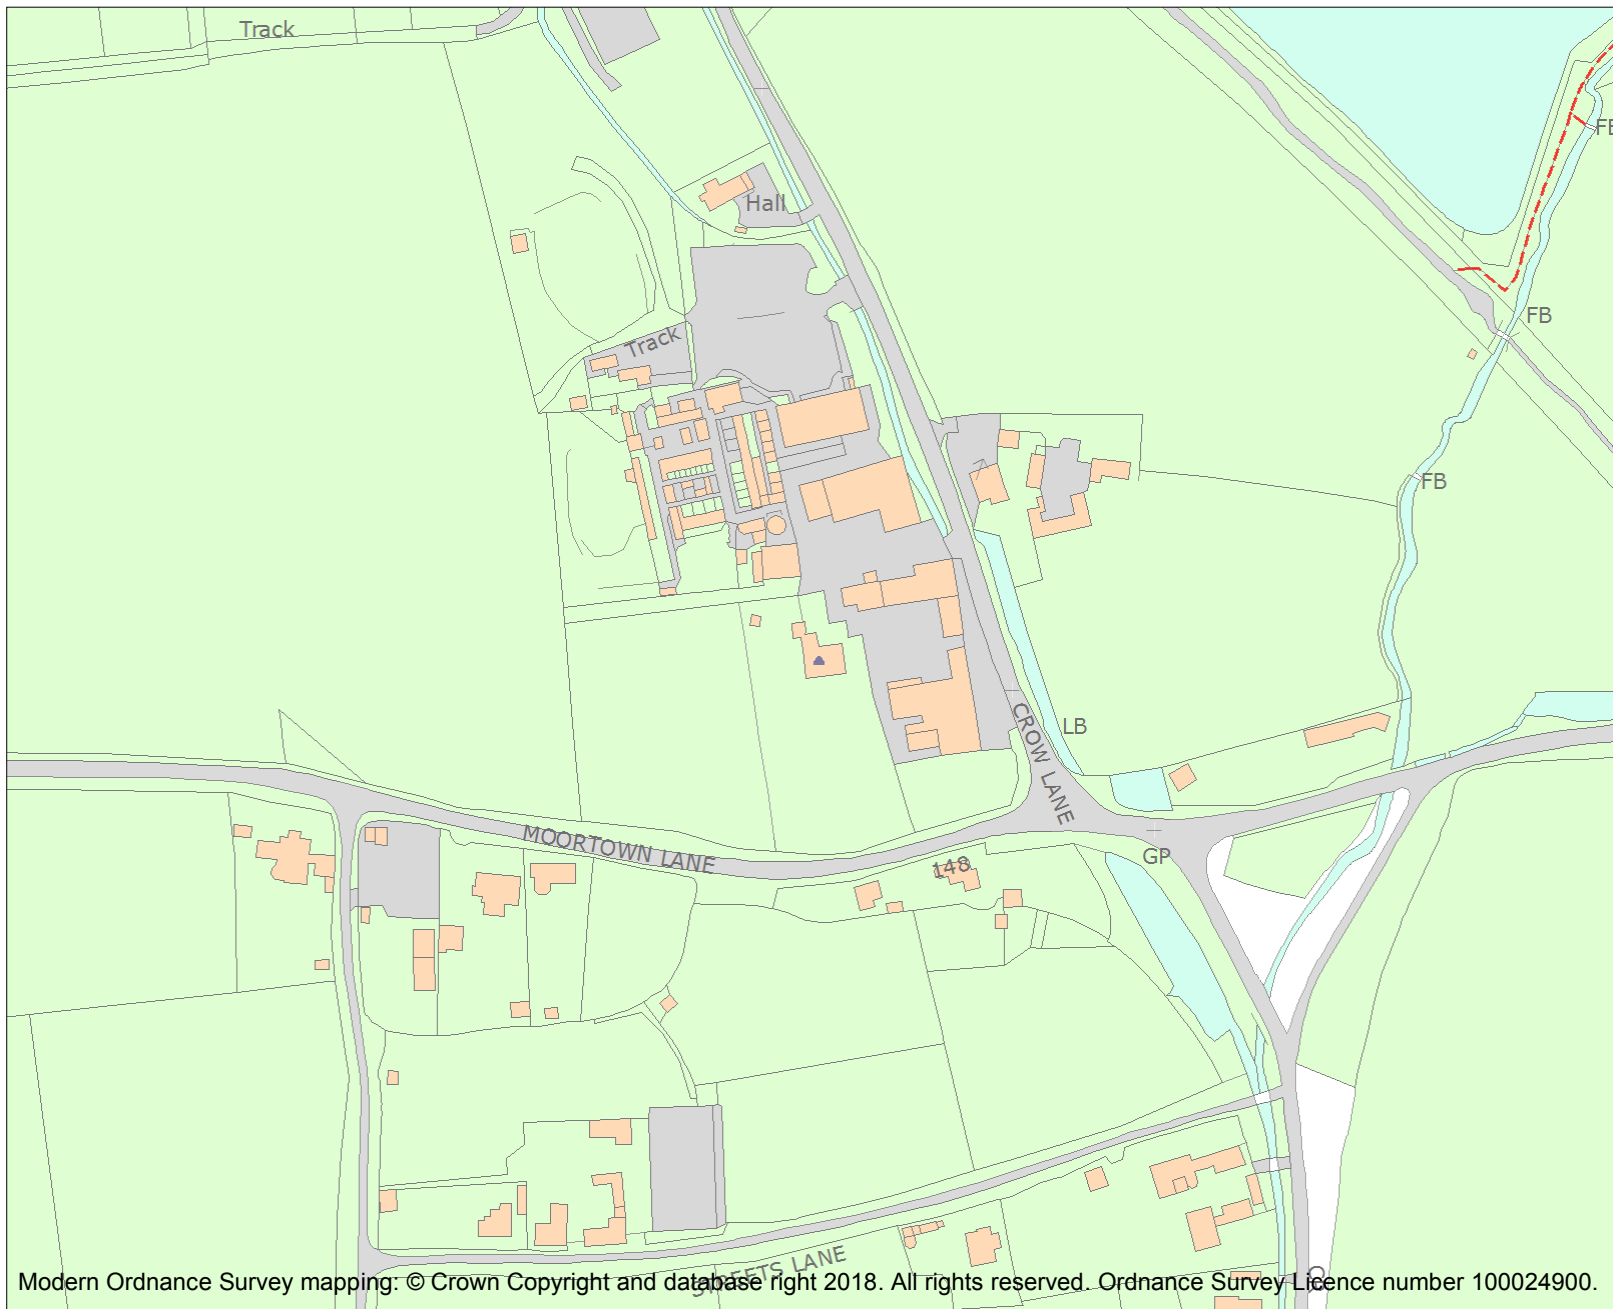 Track
Hall
FB
FB
Track
FB
CROW LANE
LB
MOORTOWN LANE
148
GP
STREETS LANE
Modern Ordnance Survey mapping: © Crown Copyright and database right 2018. All rights reserved. Ordnance Survey Licence number 100024900.